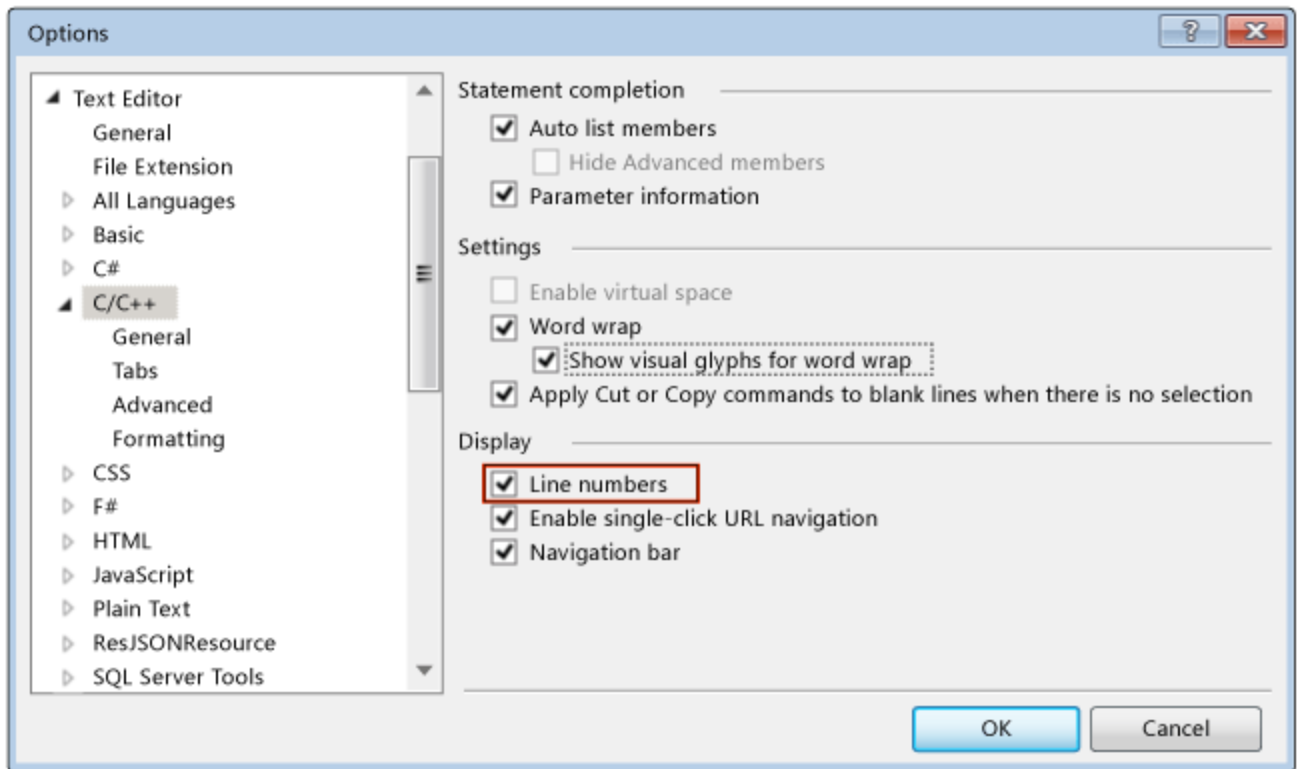 Options
Text Editor
General
File Extension
All Languages
Basic
C#
C/C++
General
Tabs
Advanced
Formatting
CSS
F#
HTML
JavaScript
Plain Text
ResJSONResource
SQL Server Tools
Statement completion
Auto list members
Hide Advanced members
Parameter information
Settings
Enable virtual space
Word wrap
Show visual glyphs for word wrap
Apply Cut or Copy commands to blank lines when there is no selection
Display
Line numbers
Enable single-click URL navigation
Navigation bar
OK
Cancel